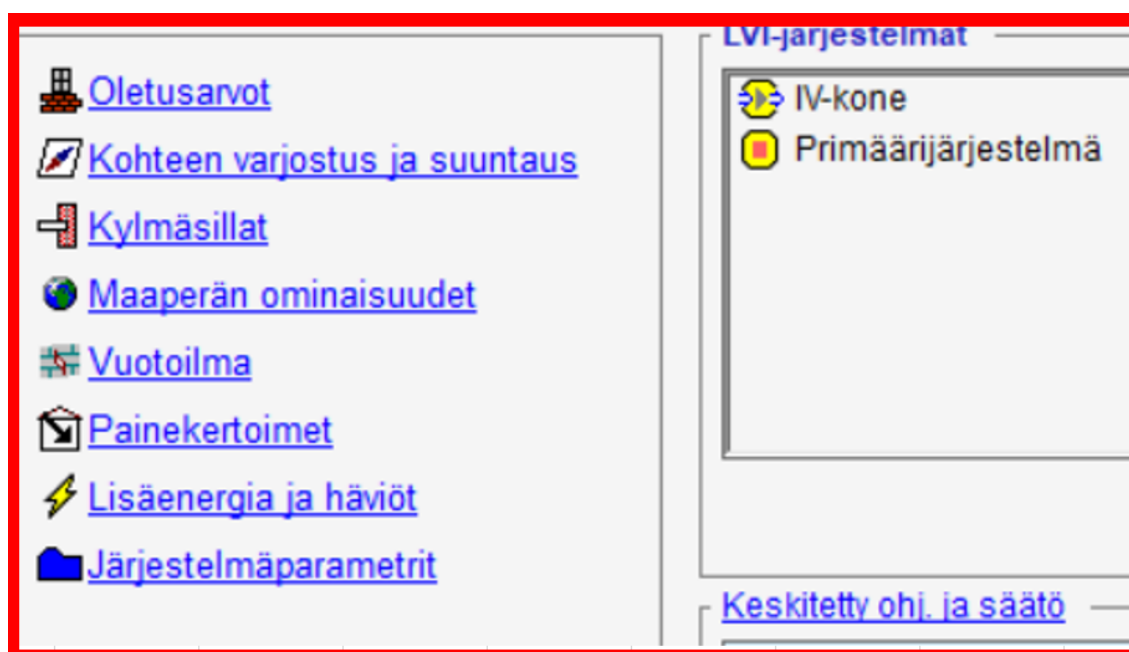 Oletusarvot
Kohteen varjostus ja suuntaus
Kylmäsillat
Maaperän ominaisuudet
Vuotoilma
Painekertoimet
Lisäenergia ja häviöt
Järjestelmäparametrit
LVI-järjestelmät
IV-kone
Primäärijärjestelmä
Keskitetty ohj. ja säätö